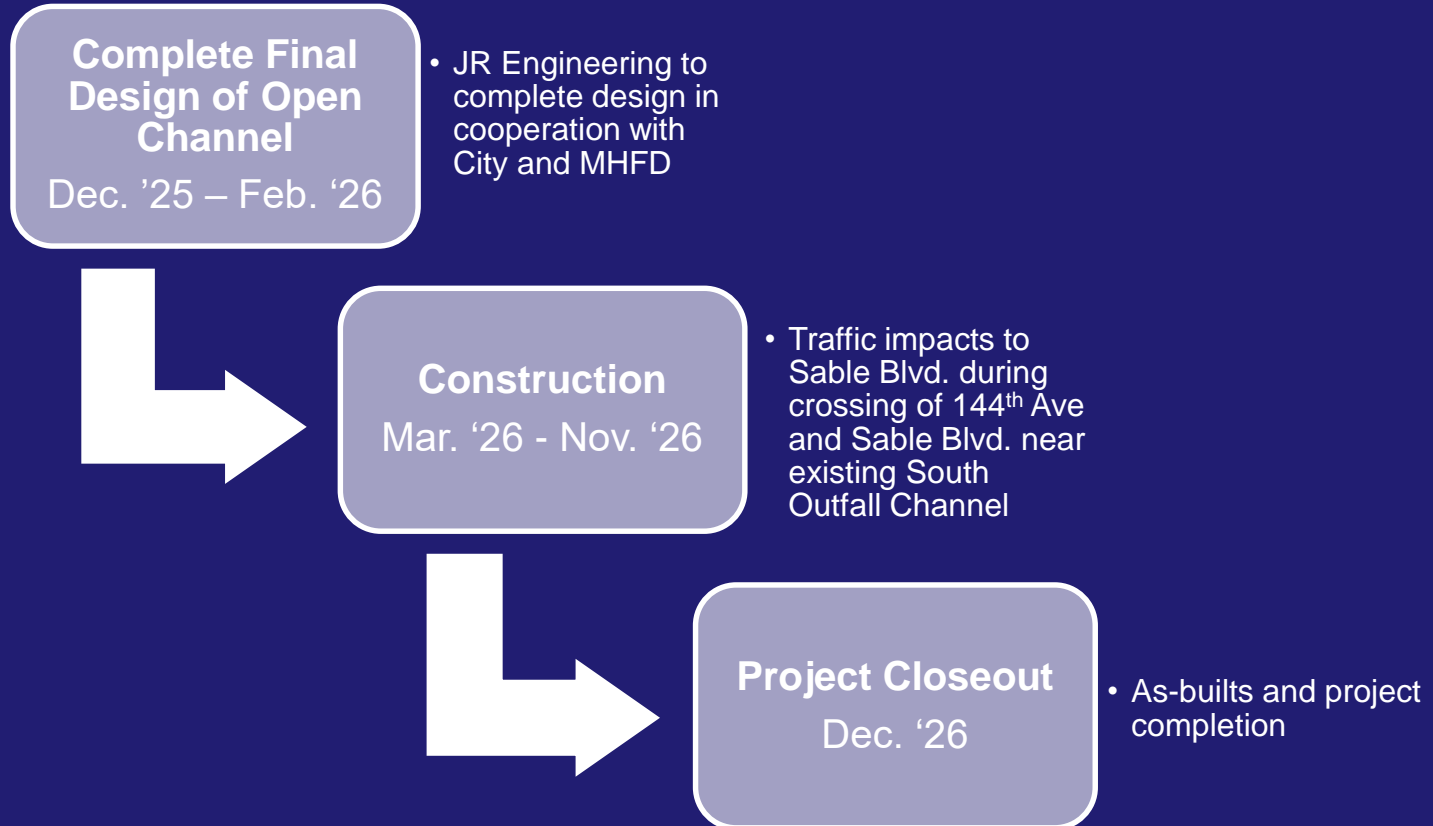 Complete Final
Design of Open
Channel
Dec. ’25 – Feb. ‘26
• JR Engineering to
complete design in
cooperation with
City and MHFD
Construction
Mar. ‘26 - Nov. ‘26
• Traffic impacts to
Sable Blvd. during
crossing of 144th Ave
and Sable Blvd. near
existing South
Outfall Channel
Project Closeout
Dec. ‘26
• As-builts and project
completion